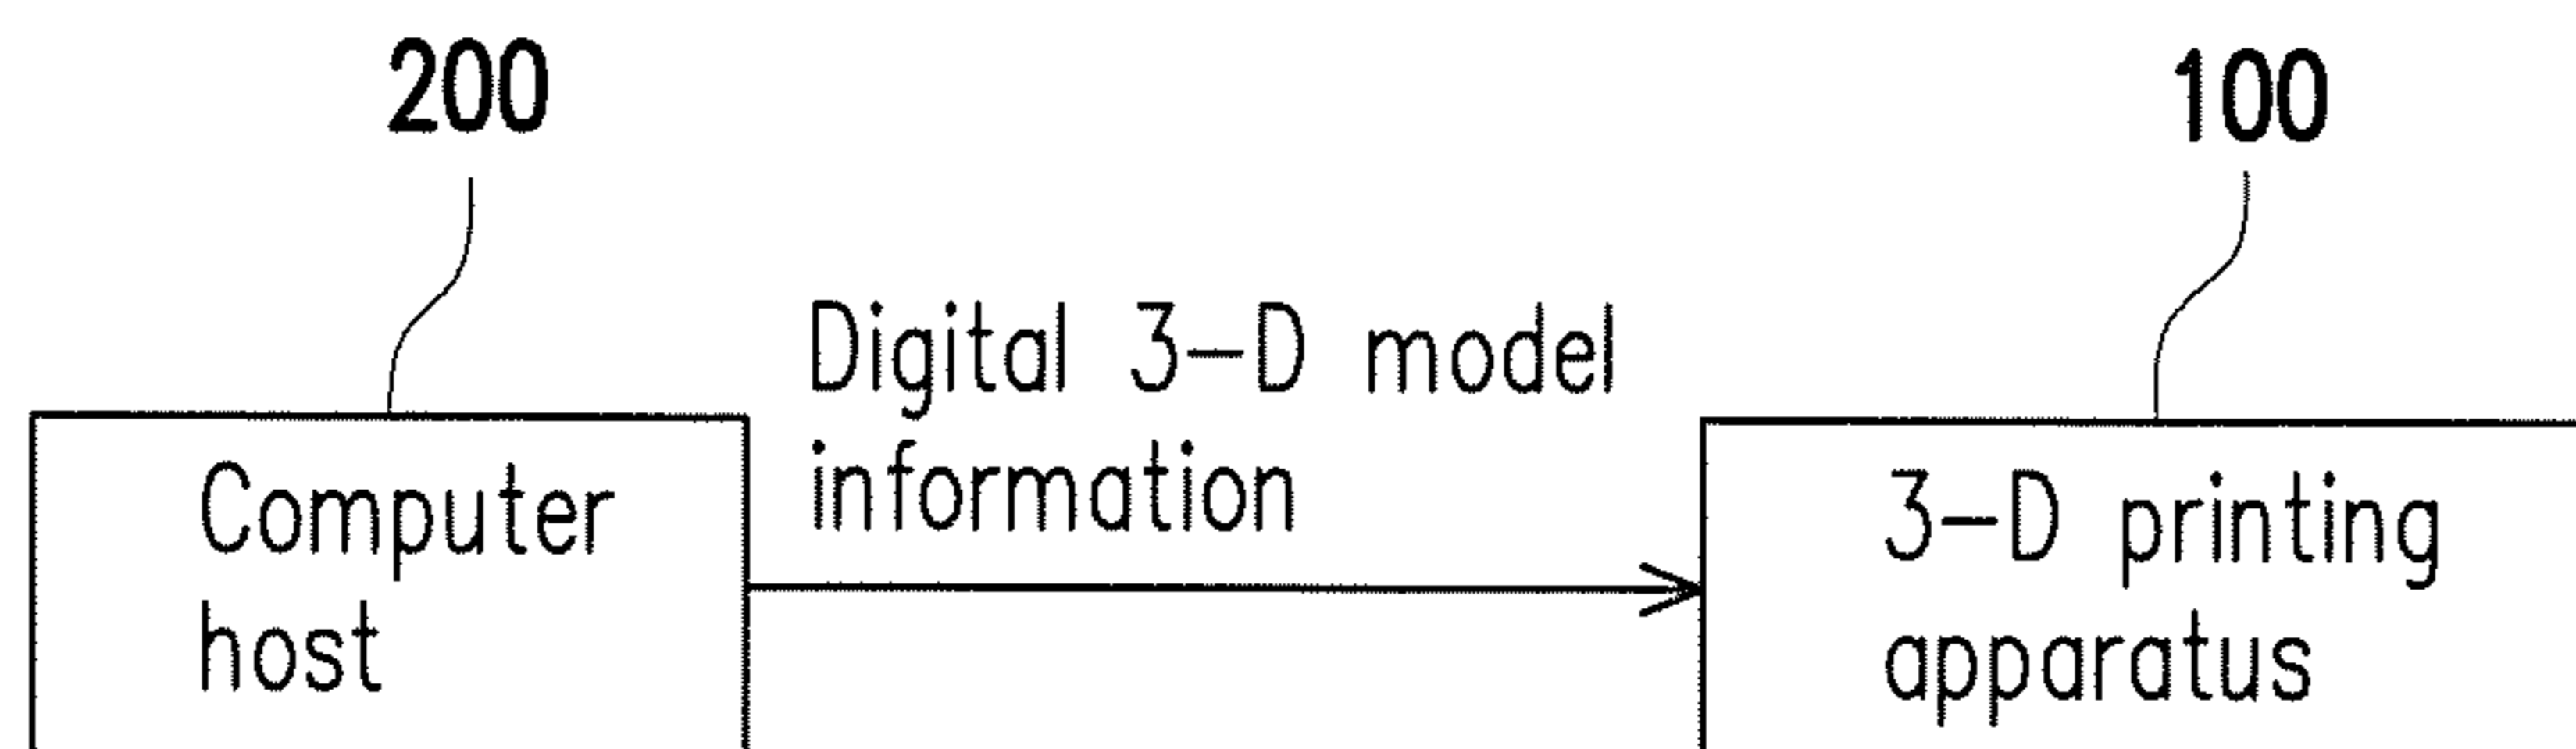 200
100
Digital 3-D model
information
Computer
host
3-D printing
apparatus